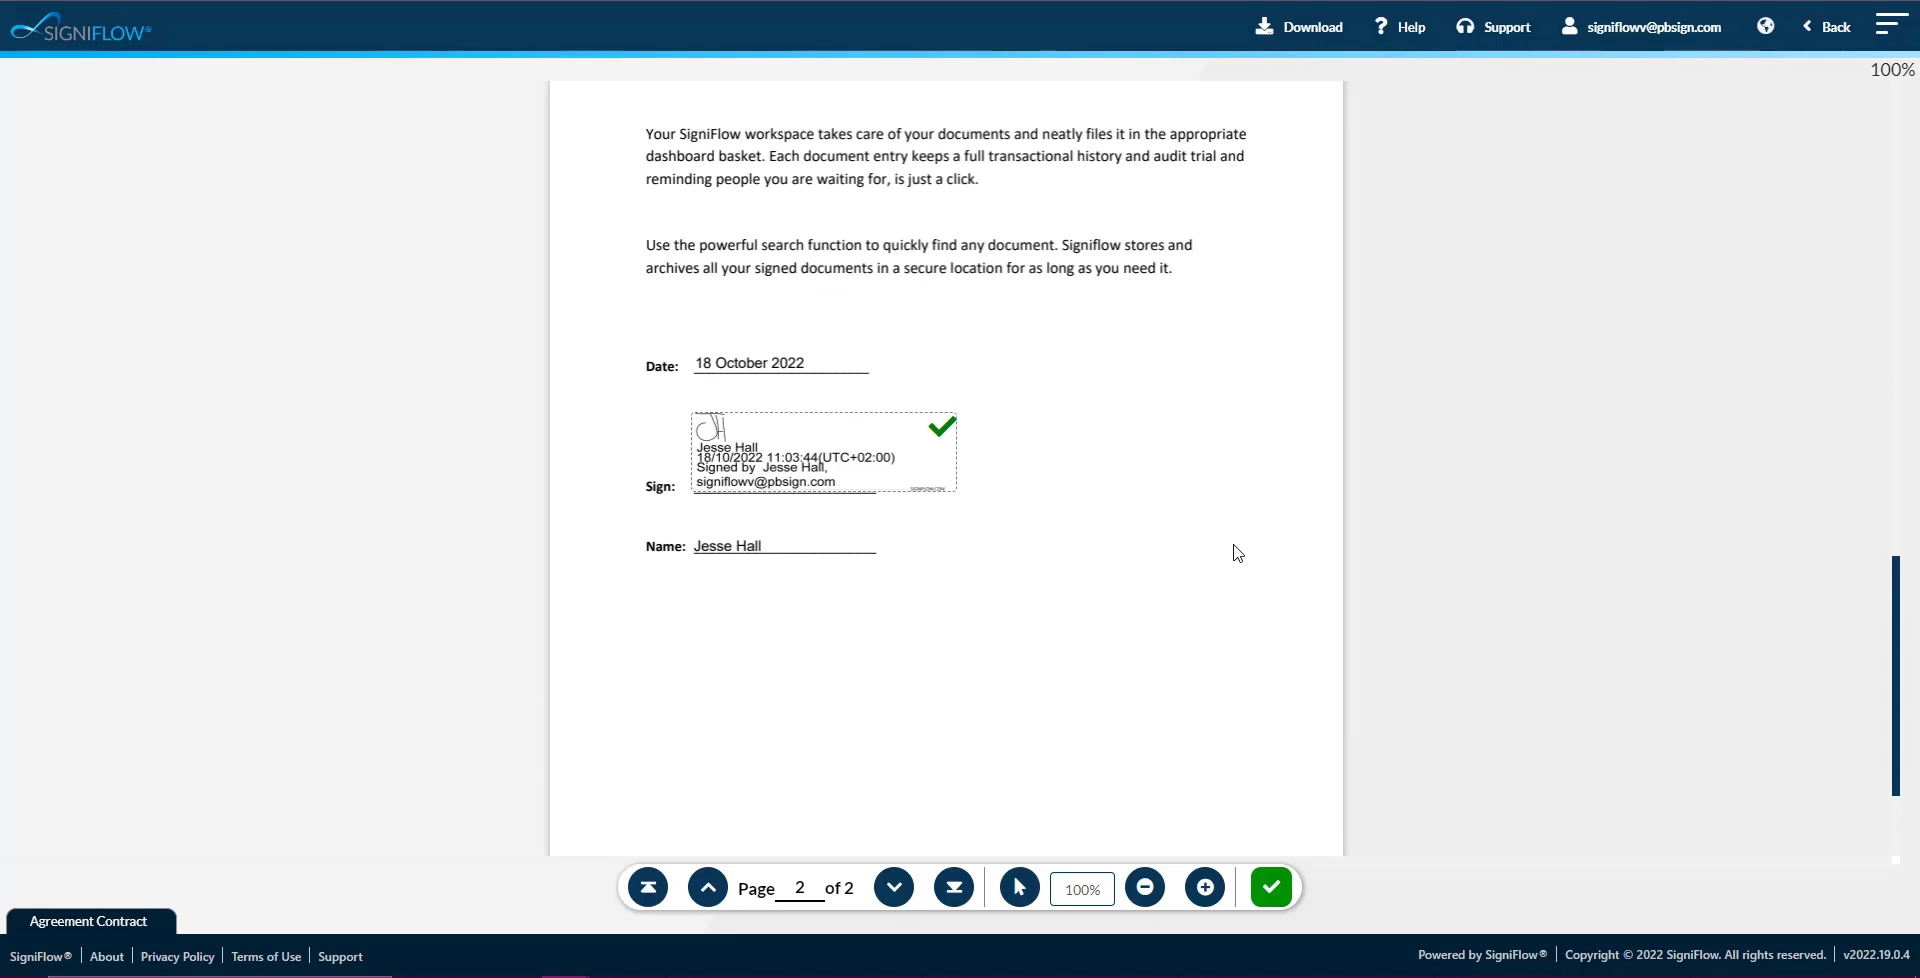 SIGNIFLOW®
Download
Help
Support
signiflowv@pbsign.com
Back
100%
Your SigniFlow workspace takes care of your documents and neatly files it in the appropriate
dashboard basket. Each document entry keeps a full transactional history and audit trial and
reminding people you are waiting for, is just a click.
Use the powerful search function to quickly find any document. Signiflow stores and
archives all your signed documents in a secure location for as long as you need it.
Date: 18 October 2022
JH
Jesse Hall
18/10/2022 11:03:44(UTC+02:00)
Signed by Jesse Hall,
signiflowv@pbsign.com
Sign:
Name: Jesse Hall
Page 2 of 2
100%
Agreement Contract
SigniFlow® About Privacy Policy Terms of Use Support
Powered by SigniFlow® Copyright © 2022 SigniFlow. All rights reserved. v2022.19.0.4